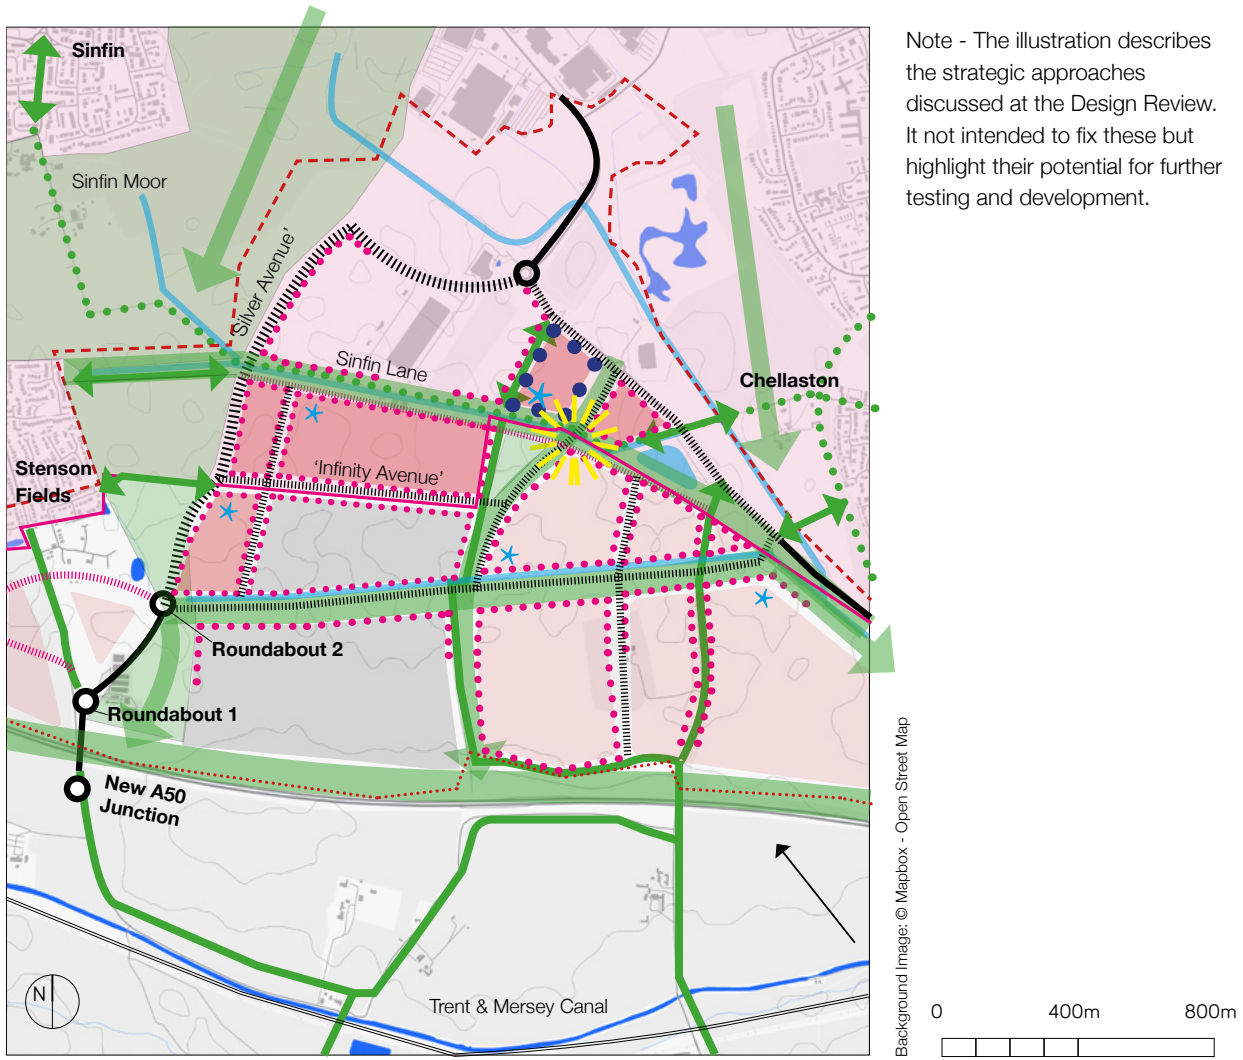 Sinfin
Sinfin Moor
'Silver Avenue'
Sinfin Lane
Chellaston
Stenson
Fields
'Infinity Avenue'
Roundabout 2
Roundabout 1
New A50
Junction
Trent & Mersey Canal
N
Note - The illustration describes
the strategic approaches
discussed at the Design Review.
It not intended to fix these but
highlight their potential for further
testing and development.
Background Image: © Mapbox - Open Street Map
0 400m 800m